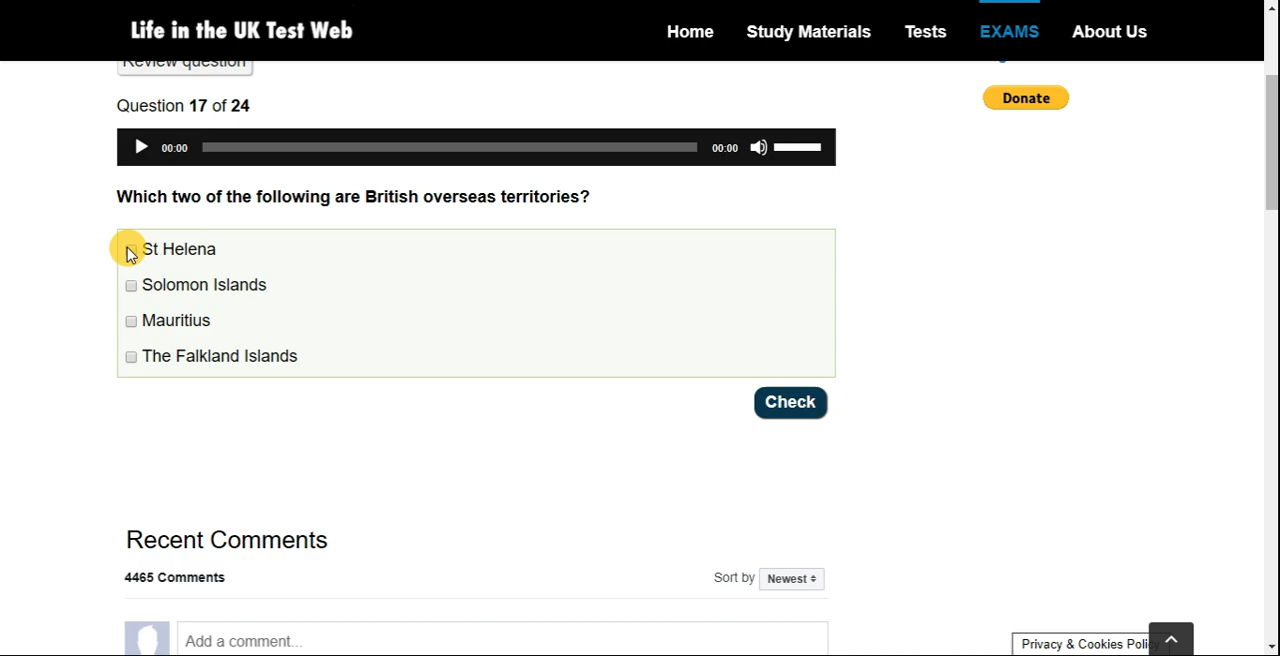 Life in the UK Test Web
Home Study Materials Tests EXAMS About Us
Review question
Donate
Question 17 of 24
00:00 00:00
Which two of the following are British overseas territories?
St Helena
Solomon Islands
Mauritius
The Falkland Islands
Check
Recent Comments
4465 Comments
Sort by Newest
Add a comment...
Privacy & Cookies Policy